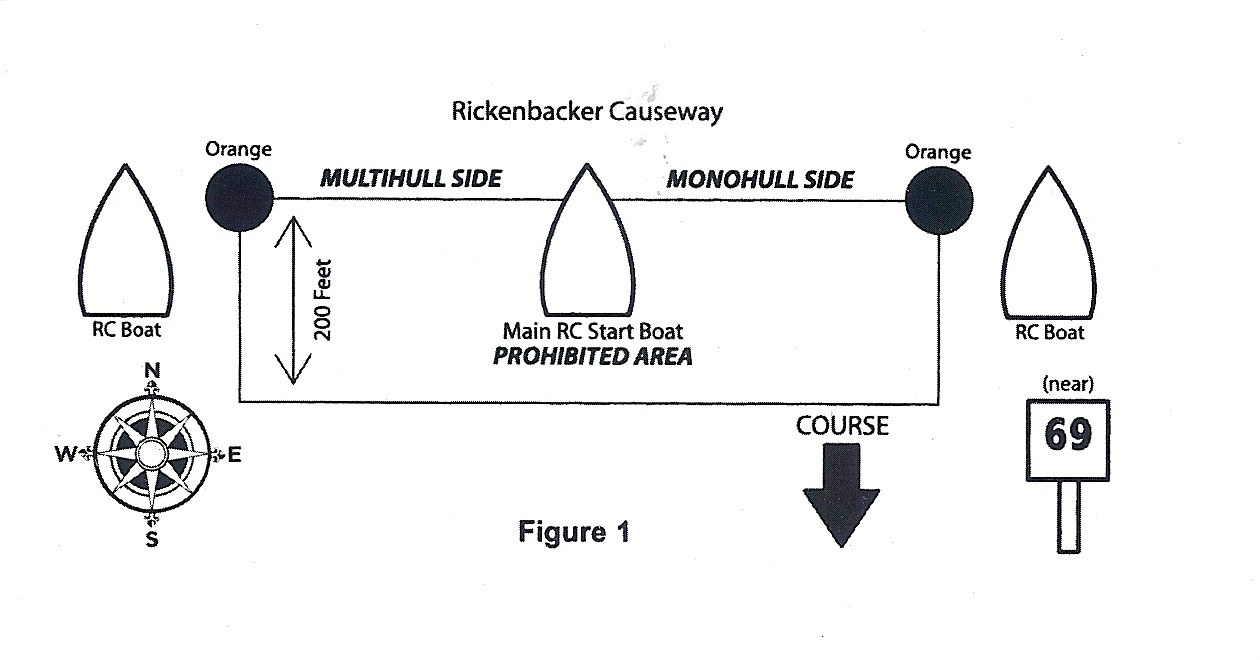 Rickenbacker Causeway
Orange
Orange
MULTIHULL SIDE
MONOHULL SIDE
200 Feet
RC Boat
Main RC Start Boat
RC Boat
PROHIBITED AREA
N
(near)
W
E
S
COURSE
69
Figure 1